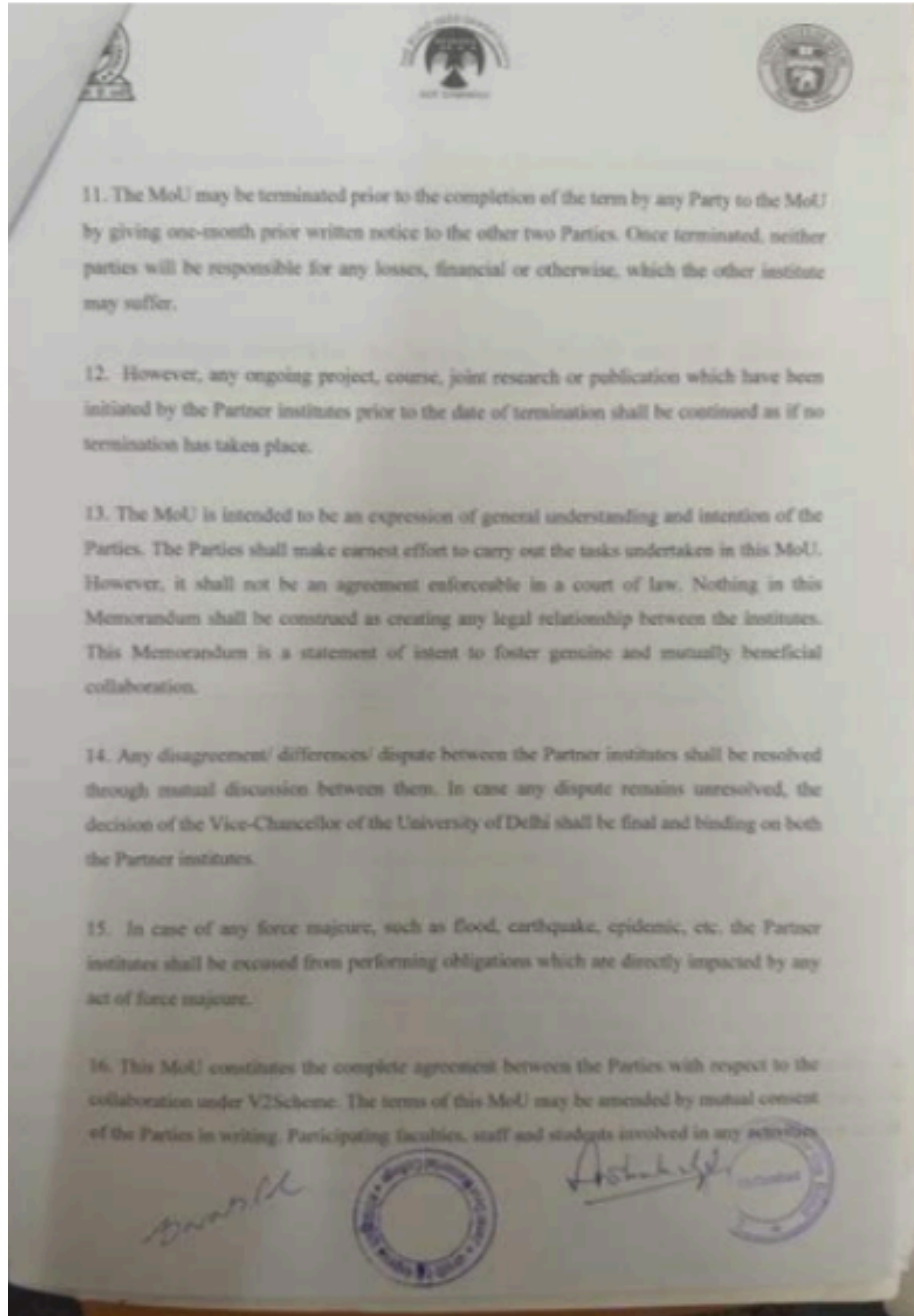 11. The MoU may be terminated prior to the completion of the term by any Party to the MoU
by giving one-month prior written notice to the other two Parties. Once terminated, neither
parties will be responsible for any losses, financial or otherwise, which the other institute
may suffer.
12. However, any ongoing project, course, joint research or publication which have been
initiated by the Partner institutes prior to the date of termination shall be continued as if no
termination has taken place.
13. The MoU is intended to be an expression of general understanding and intention of the
Parties. The Parties shall make earnest effort to carry out the tasks undertaken in this MoU.
However, it shall not be an agreement enforceable in a court of law. Nothing in this
Memorandum shall be construed as creating any legal relationship between the institutes.
This Memorandum is a statement of intent to foster genuine and mutually beneficial
collaboration.
14. Any disagreement/ differences/ dispute between the Partner institutes shall be resolved
through mutual discussion between them. In case any dispute remains unresolved, the
decision of the Vice-Chancellor of the University of Delhi shall be final and binding on both
the Partner institutes.
15. In case of any force majeure, such as flood, earthquake, epidemic, etc. the Partner
institutes shall be excused from performing obligations which are directly impacted by any
act of force majeure.
16. This MoU constitutes the complete agreement between the Parties with respect to the
collaboration under V2Scheme. The terms of this MoU may be amended by mutual consent
of the Parties in writing. Participating faculties, staff and students involved in any activities